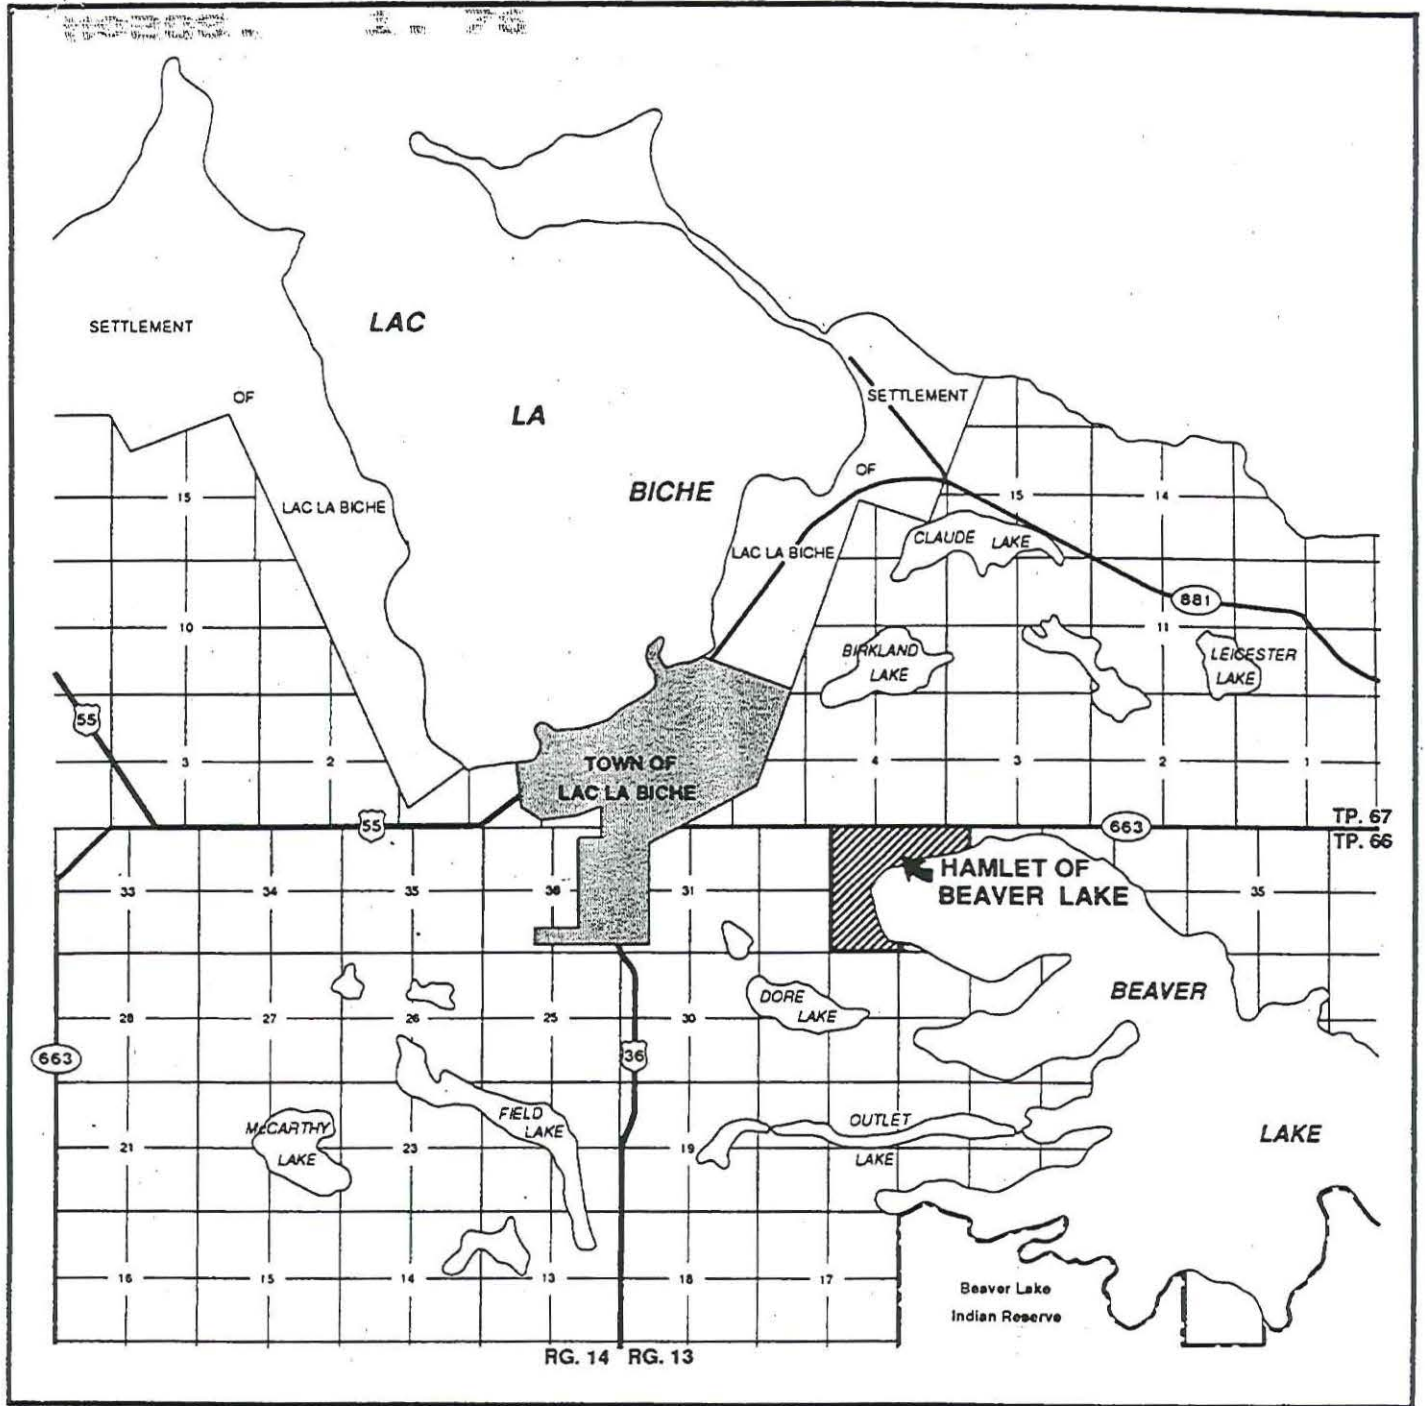 SETTLEMENT
LAC
OF
SETTLEMENT
LA
OF
BICHE
15
LAC LA BICHE
15
14
CLAUDE LAKE
LAC LA BICHE
881
10
11
BIRKLAND
LAKE
LEICESTER
LAKE
55
3
2
TOWN OF
LAC LA BICHE
4
3
2
1
55
663
TP. 67
TP. 66
33
34
35
36
31
HAMLET OF
BEAVER LAKE
35
DORE
LAKE
BEAVER
28
27
26
25
30
663
36
McCARTHY
LAKE
FIELD
LAKE
OUTLET
LAKE
LAKE
21
23
19
16
15
14
13
18
17
Beaver Lake
Indian Reserve
RG. 14
RG. 13